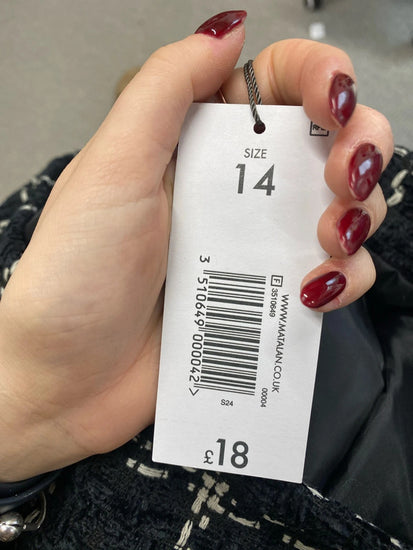 SIZE
14
WWW.MATALAN.CO.UK
F 3510649
00004
3 510649 000042 >
S24
£18